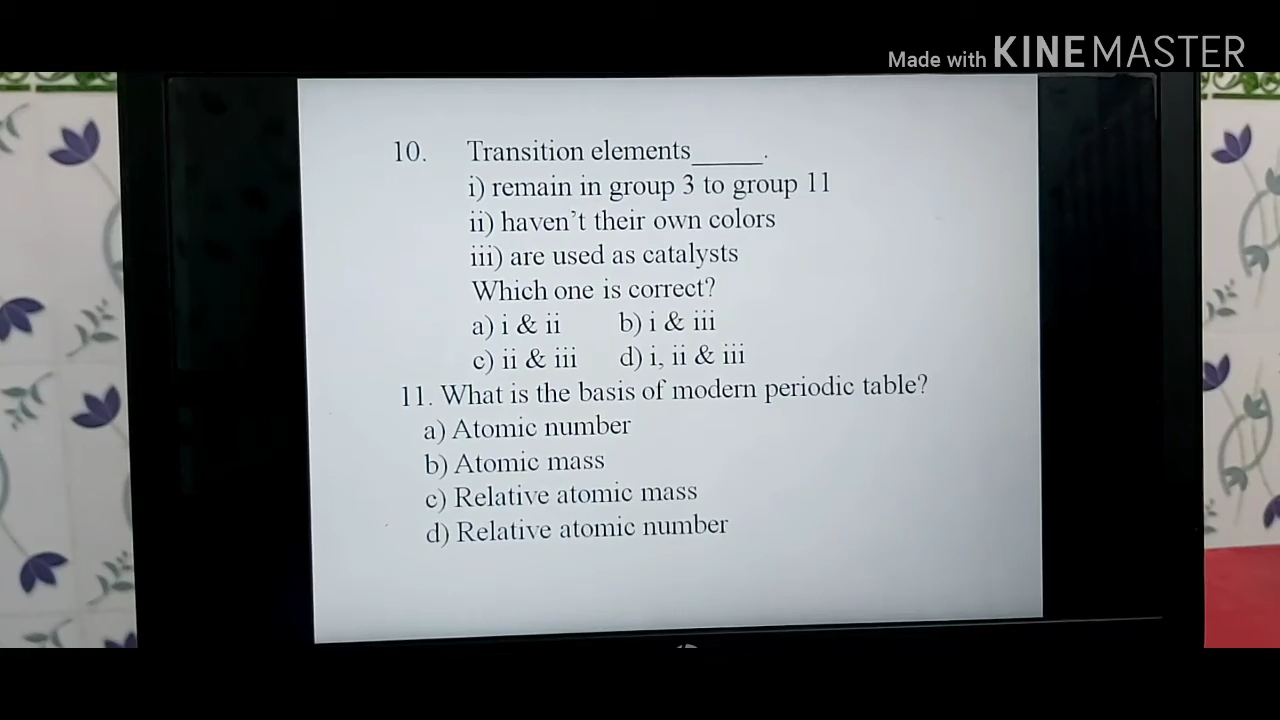 Made with KINEMASTER
10. Transition elements_____.
i) remain in group 3 to group 11
ii) haven't their own colors
iii) are used as catalysts
Which one is correct?
a) i & ii b) i & iii
c) ii & iii d) i, ii & iii
11. What is the basis of modern periodic table?
a) Atomic number
b) Atomic mass
c) Relative atomic mass
d) Relative atomic number